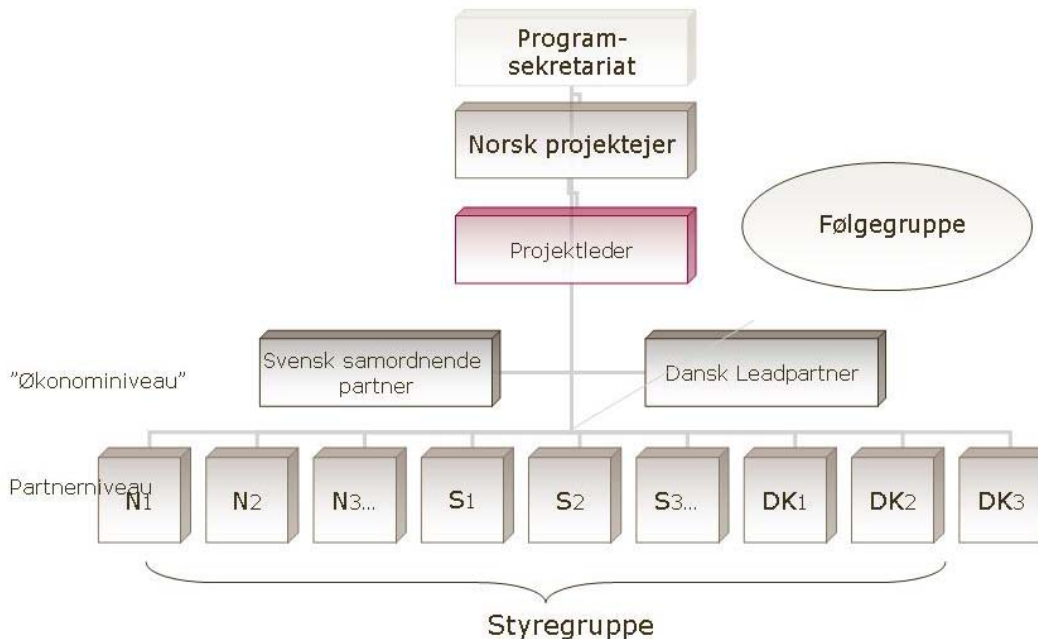 Program-
sekretariat
Norsk projektejer
Følgegruppe
Projektleder
Svensk samordnende
partner
Dansk Leadpartner
"Økonominiveau"
Partnerniveau
N1
N2
N3...
S1
S2
S3...
DK1
DK2
DK3
Styregruppe